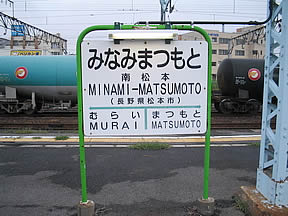 みなみまつもと
南松本
MINAMI-MATSUMOTO
(長野県松本市)
むらい まつもと
MURAI MATSUMOTO